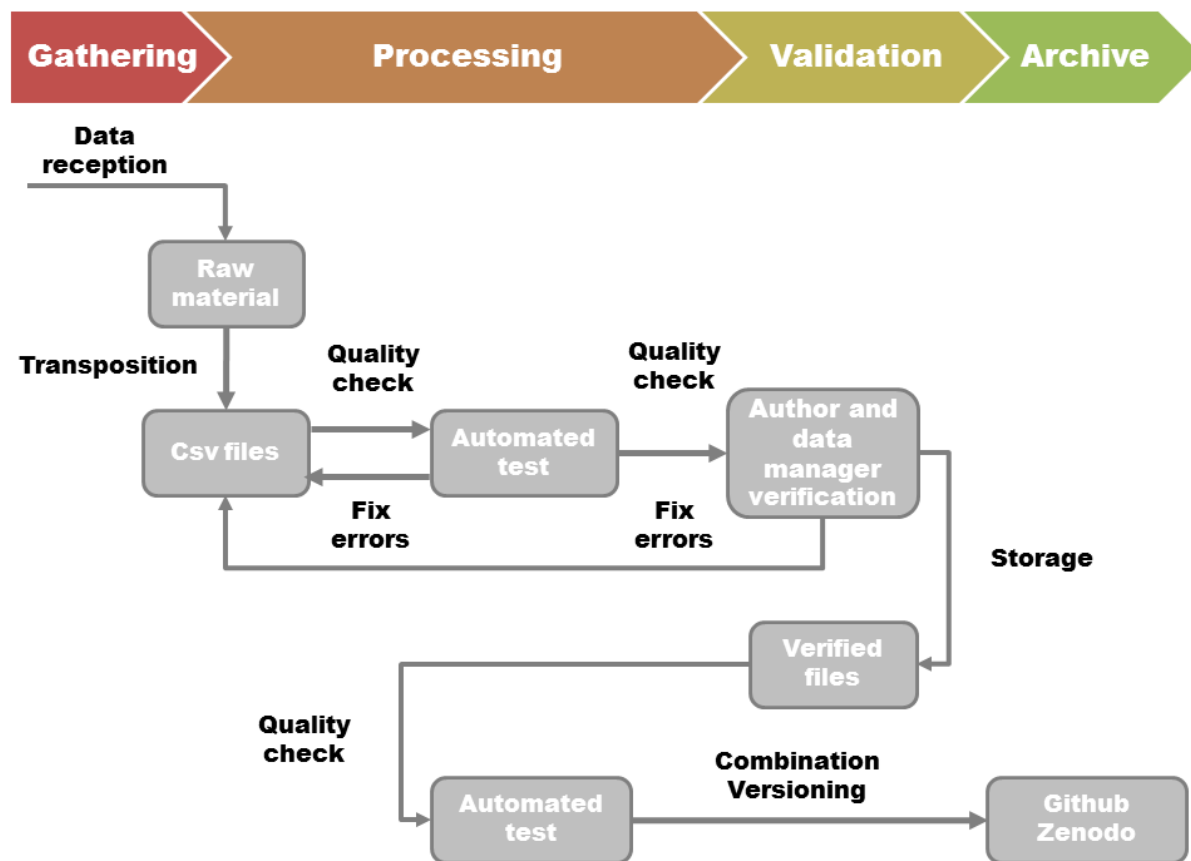 Gathering
Processing
Validation
Archive
Data
reception
Raw
material
Transposition
Quality
check
Quality
check
Csv files
Automated
test
Author and
data
manager
verification
Fix
errors
Fix
errors
Storage
Verified
files
Quality
check
Combination
Versioning
Automated
test
Github
Zenodo